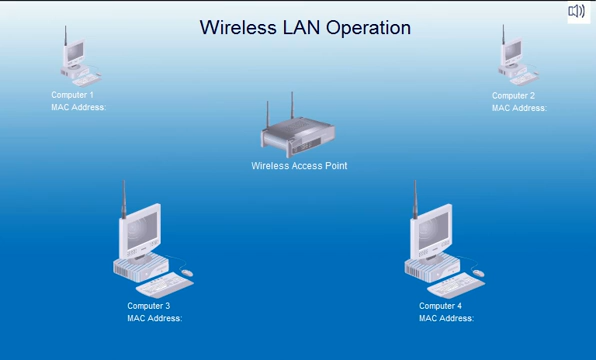 Wireless LAN Operation
Computer 1
MAC Address:
Computer 2
MAC Address:
Wireless Access Point
Computer 3
MAC Address:
Computer 4
MAC Address: